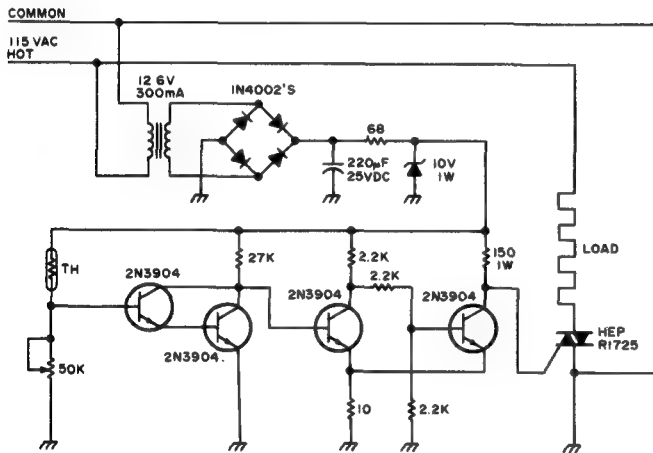 COMMON
115 VAC
HOT
12 6V
300mA
1N4002'S
68
220µF
25VDC
10V
1W
TH
27K
2.2K
2.2K
150
1W
LOAD
2N3904
2N3904
2N3904
2N3904.
HEP
R1725
50K
10
2.2K